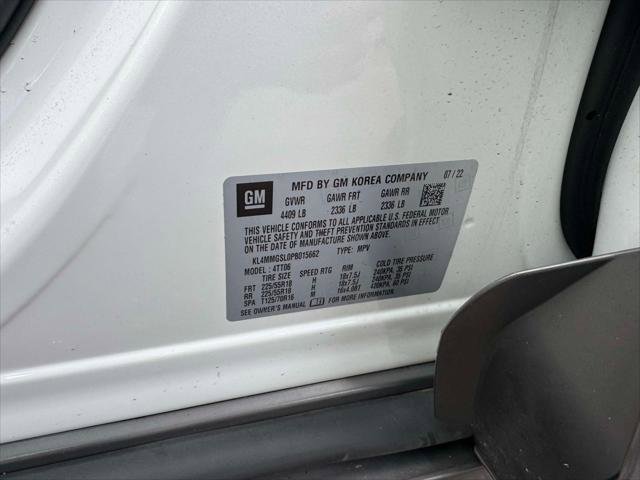 GM
MFD BY GM KOREA COMPANY 07 / 22
GVWR GAWR FRT GAWR RR
4409 LB 2336 LB 2336 LB
THIS VEHICLE CONFORMS TO ALL APPLICABLE U.S. FEDERAL MOTOR
VEHICLE SAFETY AND THEFT PREVENTION STANDARDS IN EFFECT
ON THE DATE OF MANUFACTURE SHOWN ABOVE.
KL4MMGSL0PB015662 TYPE: MPV
MODEL: 4TT06
TIRE SIZE SPEED RTG RIM COLD TIRE PRESSURE
FRT 225/55R18 H 18x7.5J 240KPA, 35 PSI
RR 225/55R18 H 18x7.5J 240KPA, 35 PSI
SPA T125/70R16 M 16x4.0BT 420KPA, 60 PSI
SEE OWNER'S MANUAL FOR MORE INFORMATION.